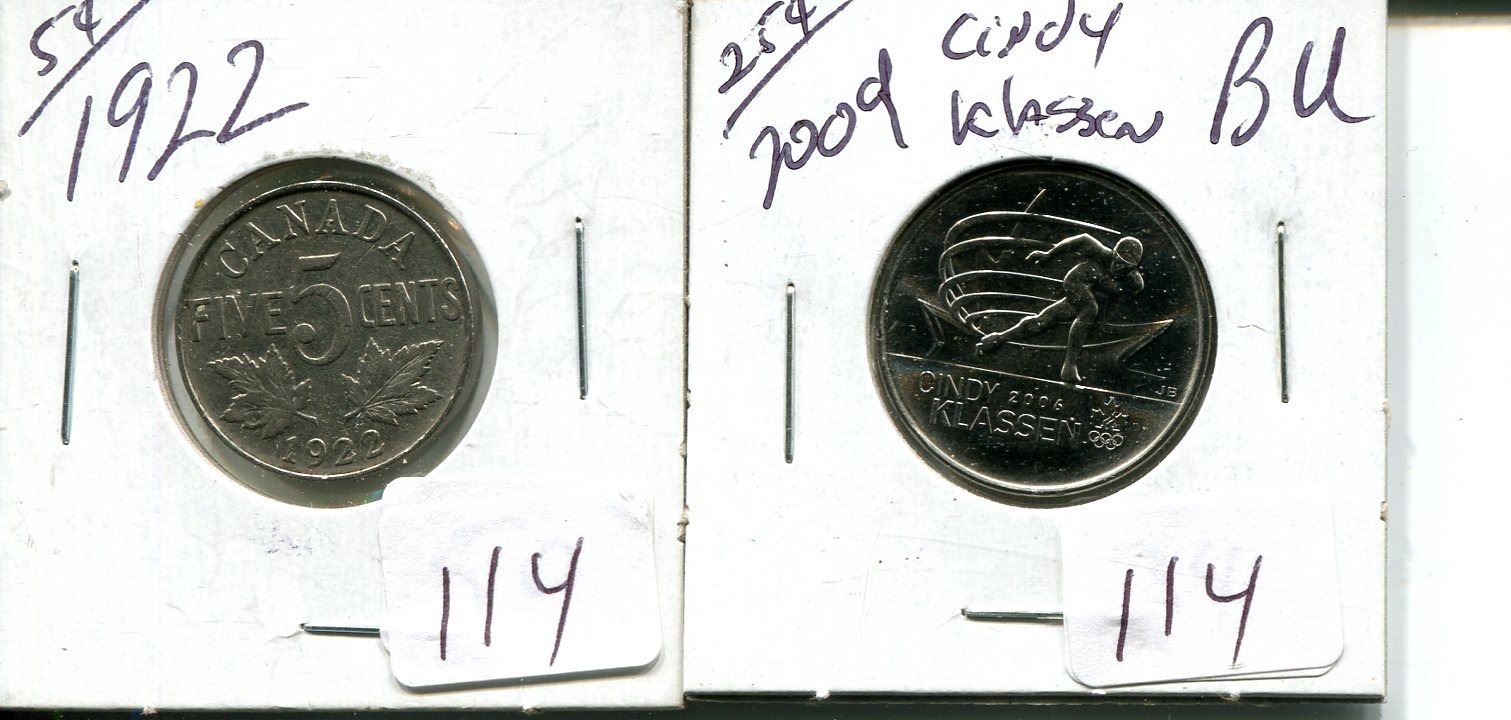 5¢/
1922
CANADA
FIVE 5 CENTS
1922
114
25¢/
2009
Cindy
Klassen
BU
CINDY 2006
KLASSEN
JB
114